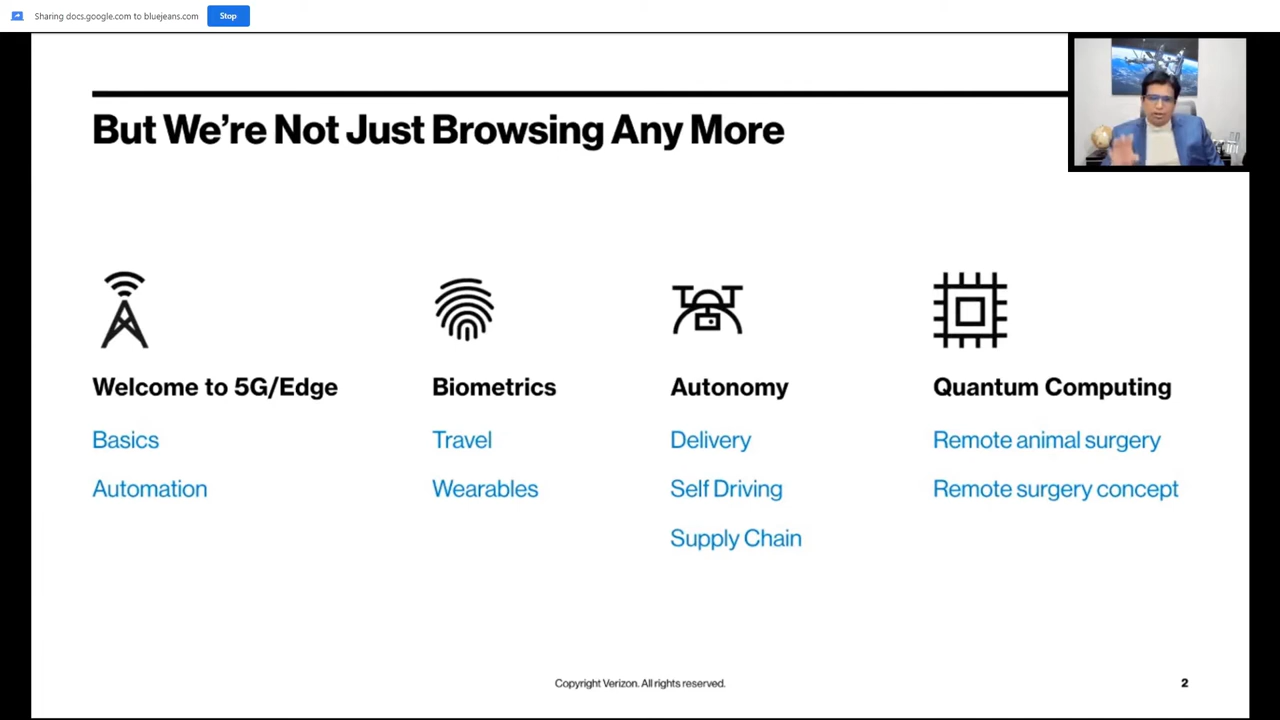 Sharing docs.google.com to bluejeans.com Stop
But We're Not Just Browsing Any More
Welcome to 5G/Edge
Basics
Automation
Biometrics
Travel
Wearables
Autonomy
Delivery
Self Driving
Supply Chain
Quantum Computing
Remote animal surgery
Remote surgery concept
Copyright Verizon. All rights reserved.
2